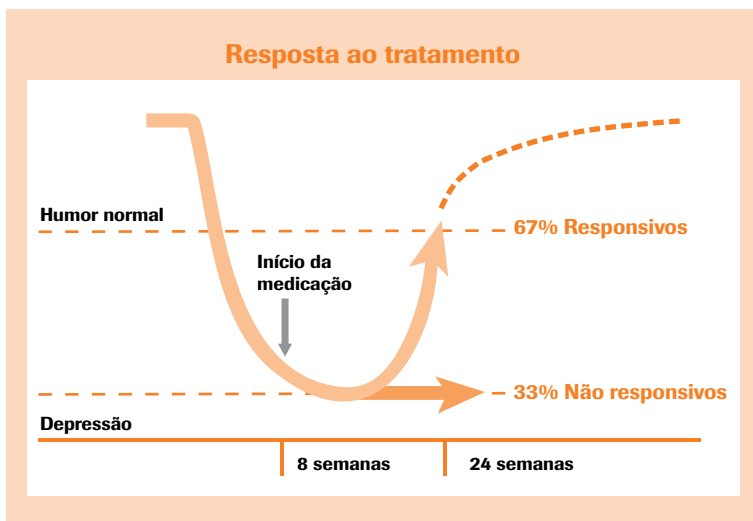 Resposta ao tratamento
Humor normal
67% Responsivos
Início da
medicação
33% Não responsivos
Depressão
8 semanas
24 semanas